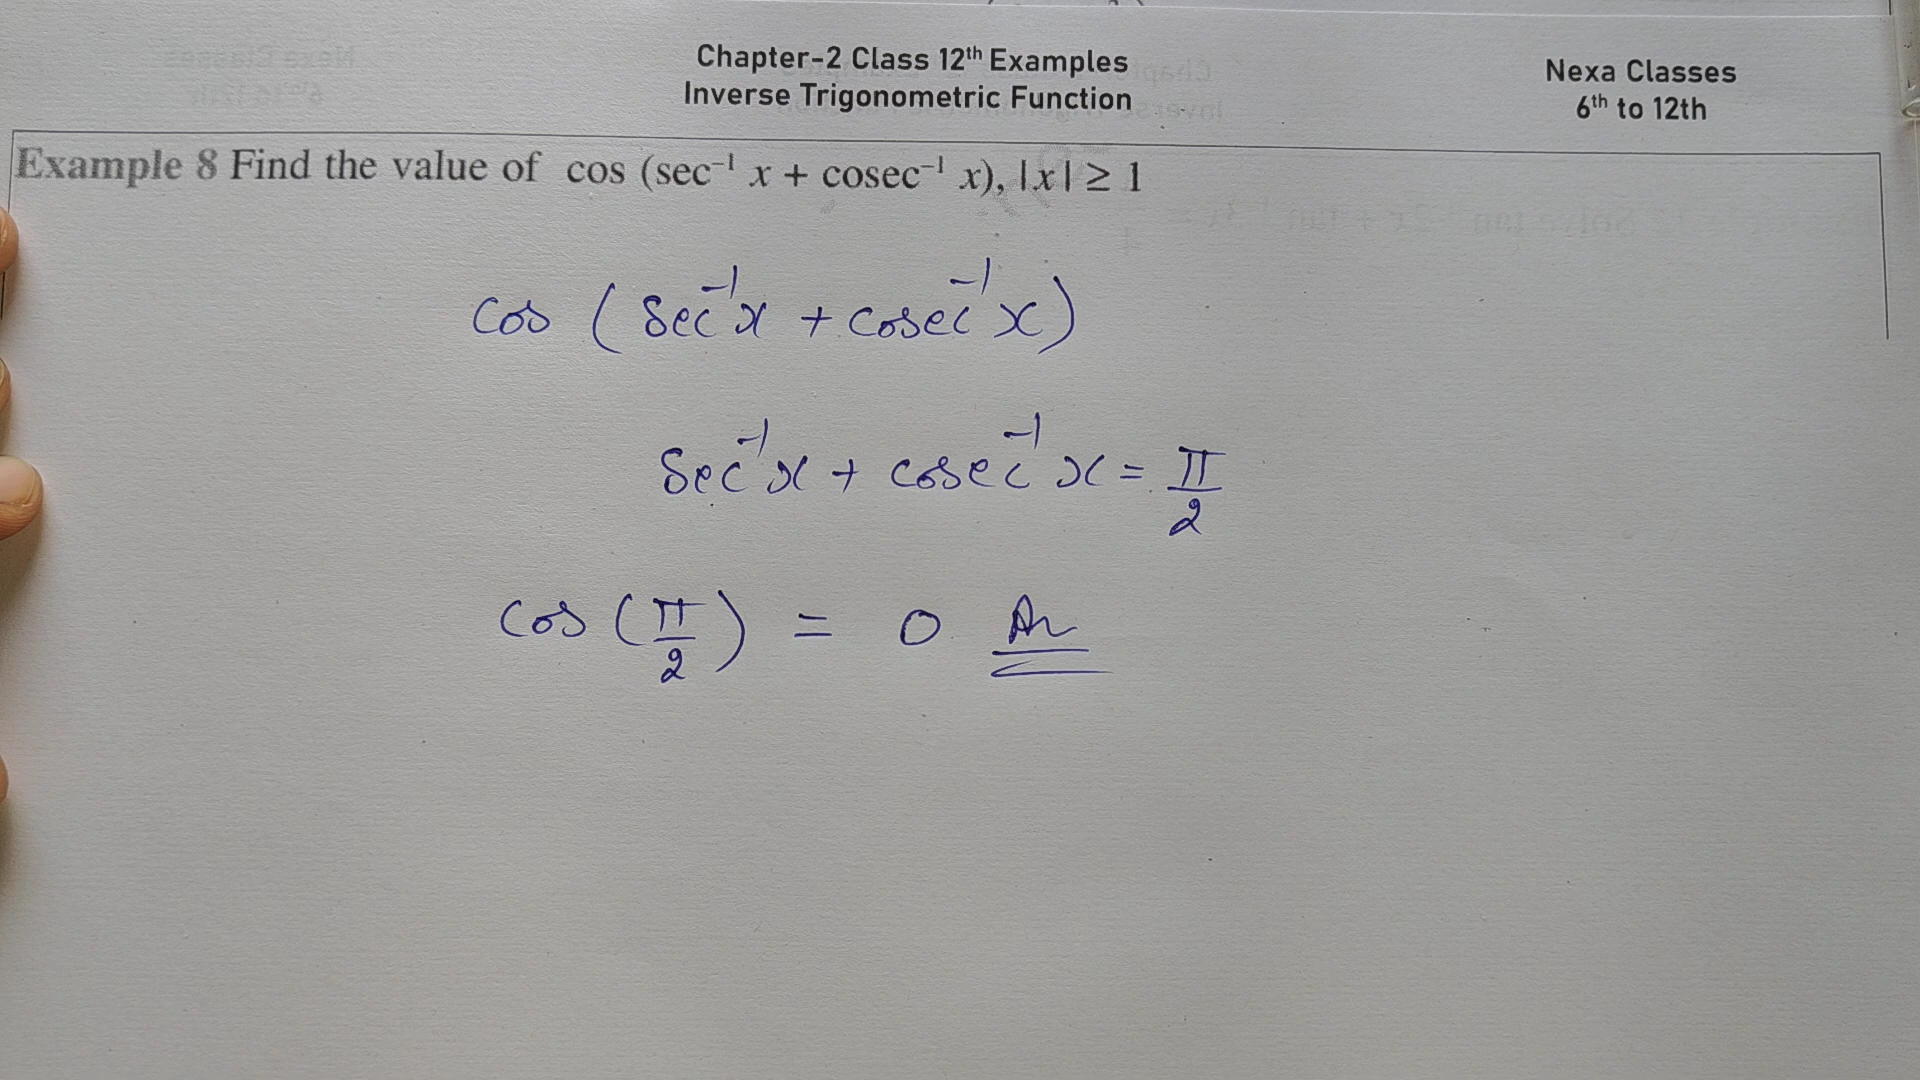 Chapter-2 Class 12th Examples
Inverse Trigonometric Function
Nexa Classes
6th to 12th
Example 8 Find the value of cos (sec⁻¹ x + cosec⁻¹ x), |x| ≥ 1
cos (sec⁻¹x + cosec⁻¹x)
sec⁻¹x + cosec⁻¹x = π/2
cos (π/2) = 0 An